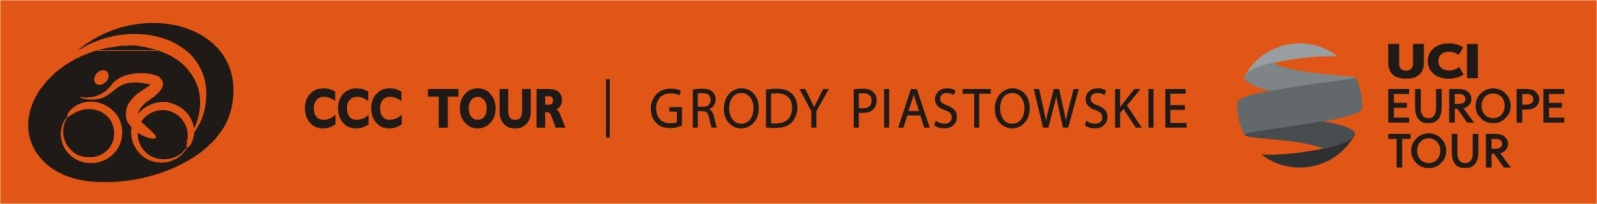 CCC TOUR | GRODY PIASTOWSKIE
UCI
EUROPE
TOUR